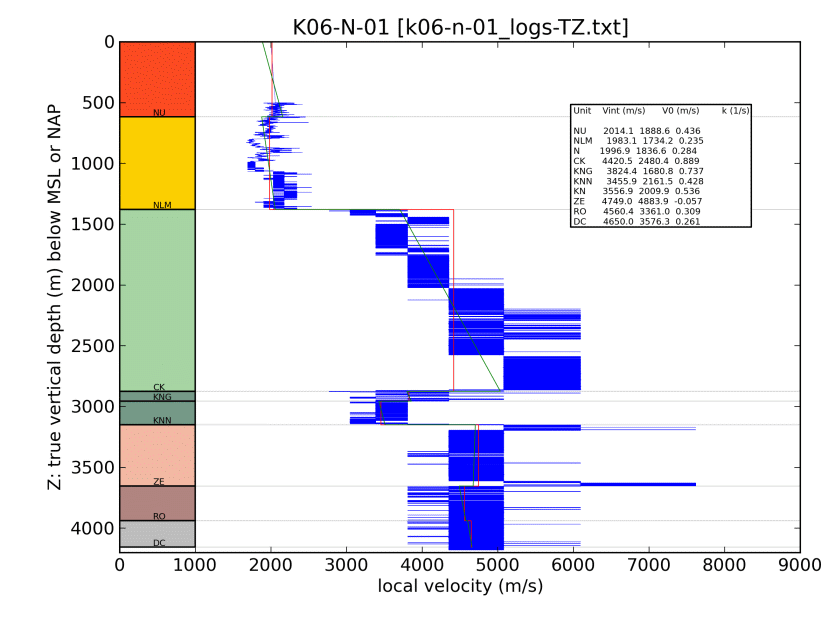 K06-N-01 [k06-n-01_logs-TZ.txt]
Z: true vertical depth (m) below MSL or NAP
0
500
1000
1500
2000
2500
3000
3500
4000
NU
NLM
CK
KNG
KNN
ZE
RO
DC
Unit Vint (m/s) V0 (m/s) k (1/s)
NU 2014.1 1888.6 0.436
NLM 1983.1 1734.2 0.235
N 1996.9 1836.6 0.284
CK 4420.5 2480.4 0.889
KNG 3824.4 1680.8 0.737
KNN 3455.9 2161.5 0.428
KN 3556.9 2009.9 0.536
ZE 4749.0 4883.9 -0.057
RO 4560.4 3361.0 0.309
DC 4650.0 3576.3 0.261
0 1000 2000 3000 4000 5000 6000 7000 8000 9000
local velocity (m/s)